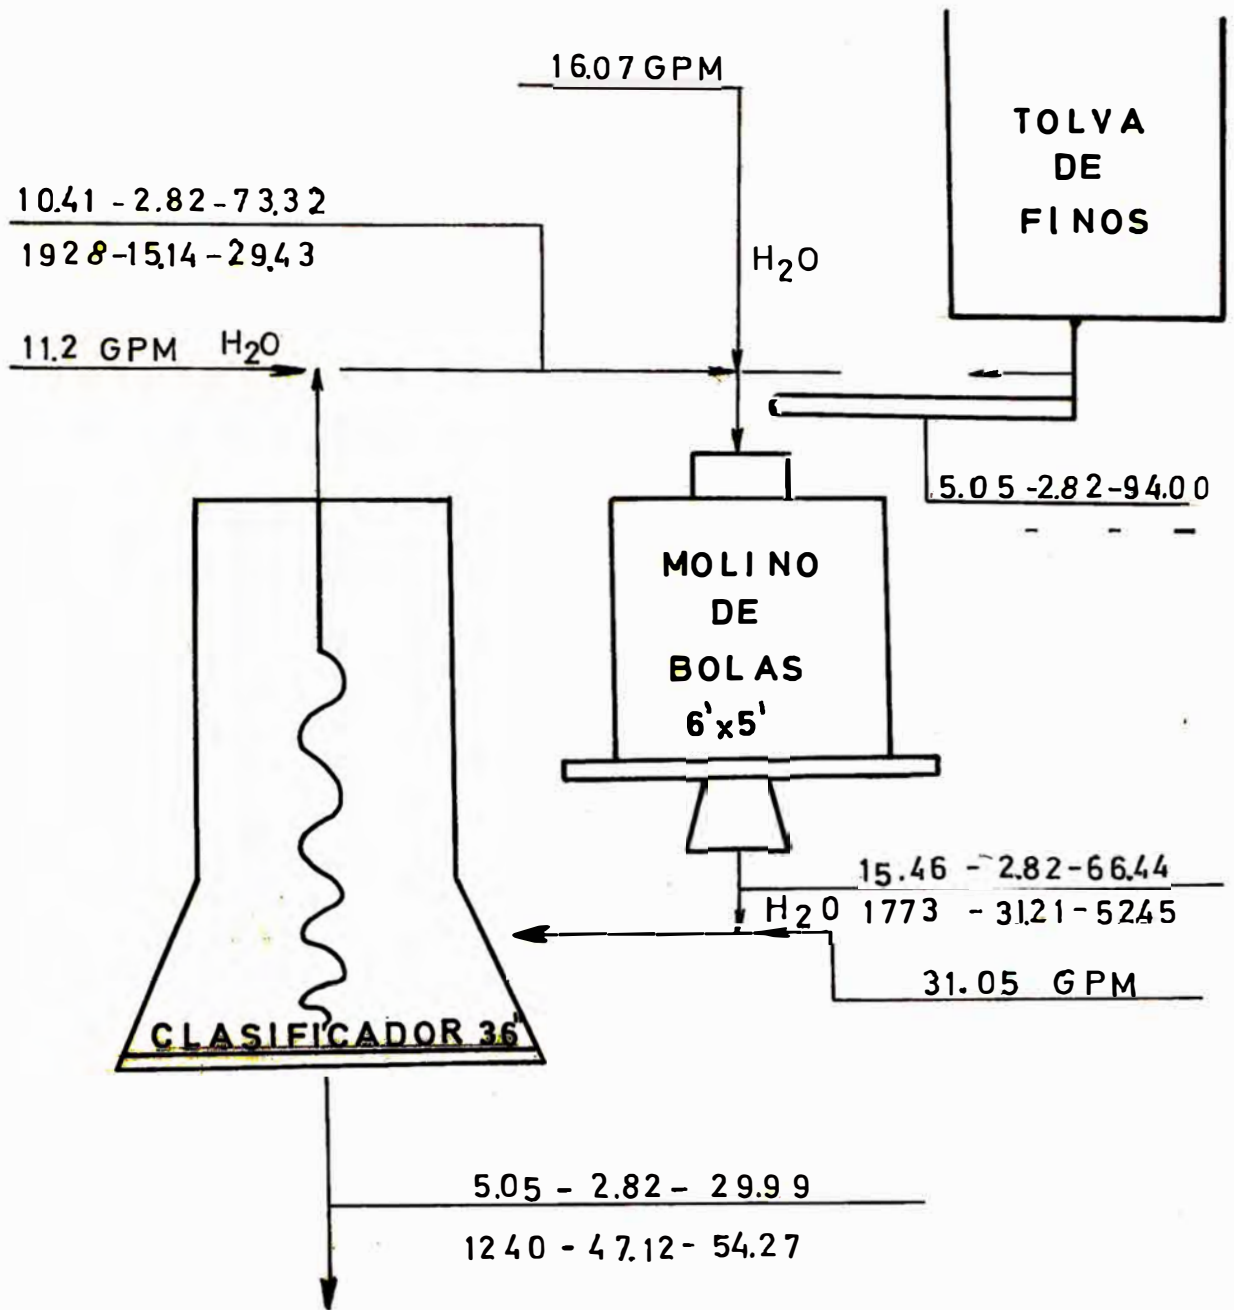 16.07 GPM
TOLVA
DE
FINOS
10.41 - 2.82 - 73.32
1928 - 15.14 - 29.43
H2O
11.2 GPM H2O
5.05 - 2.82 - 94.00
- - -
MOLINO
DE
BOLAS
6'x5'
15.46 - 2.82 - 66.44
H2O 1773 - 31.21 - 52.45
31.05 GPM
CLASIFICADOR 36"
5.05 - 2.82 - 29.99
1240 - 47.12 - 54.27